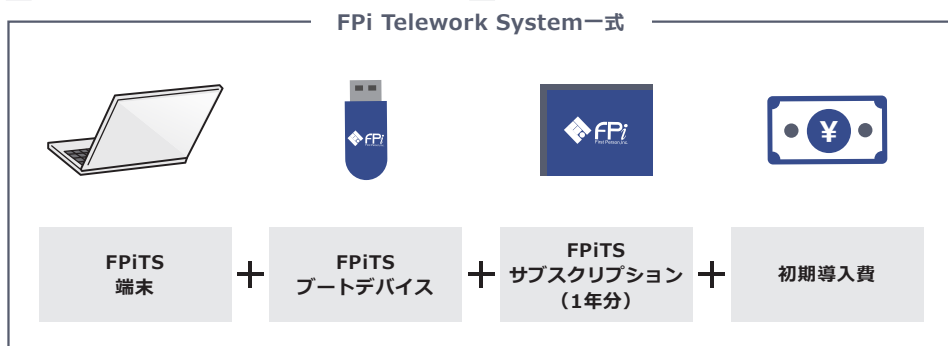 FPi Telework System一式
FPi
FPi
First Person,Inc.
¥
FPiTS
端末
+
FPiTS
ブートデバイス
+
FPiTS
サブスクリプション
（1年分）
+
初期導入費